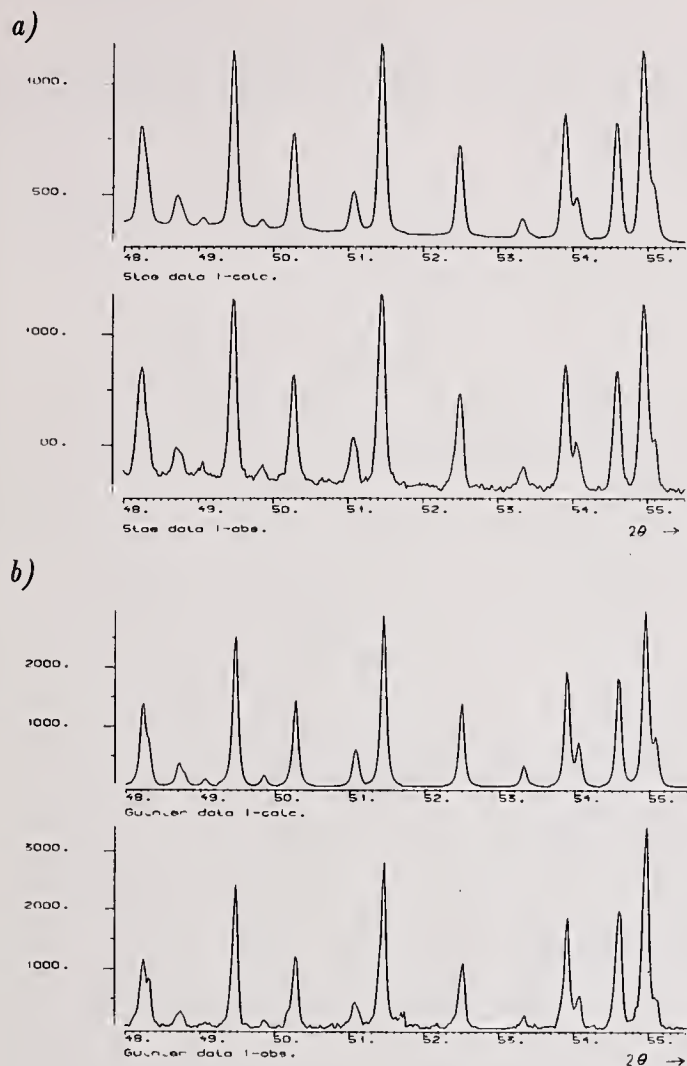 a)
1000.
500.
48. 49. 50. 51. 52. 53. 54. 55.
Stoe data I-calc.
1000.
00.
48. 49. 50. 51. 52. 53. 54. 55.
Stoe data I-obs. 2θ →
b)
2000.
1000.
48. 49. 50. 51. 52. 53. 54. 55.
Guinier data I-calc.
3000.
2000.
1000.
48. 49. 50. 51. 52. 53. 54. 55.
Guinier data I-obs. 2θ →